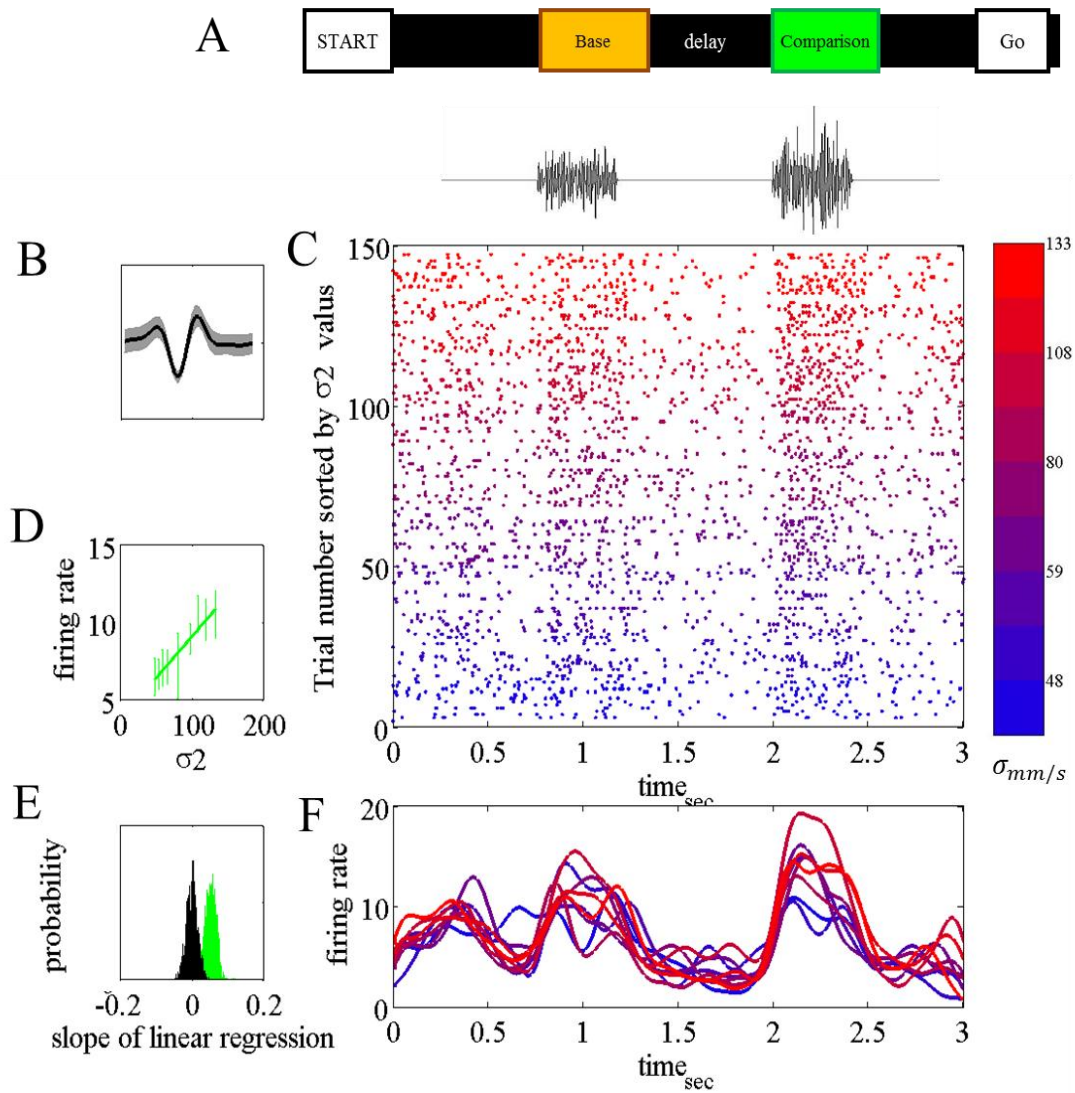 A
START
Base
delay
Comparison
Go
B
C
Trial number sorted by σ2 valus
150
100
50
0
0 0.5 1 1.5 2 2.5 3
time sec
133
108
80
59
48
σmm/s
D
firing rate
15
10
5
0 100 200
σ2
E
probability
-0.2 0 0.2
slope of linear regression
F
firing rate
20
10
0
0 0.5 1 1.5 2 2.5 3
time sec